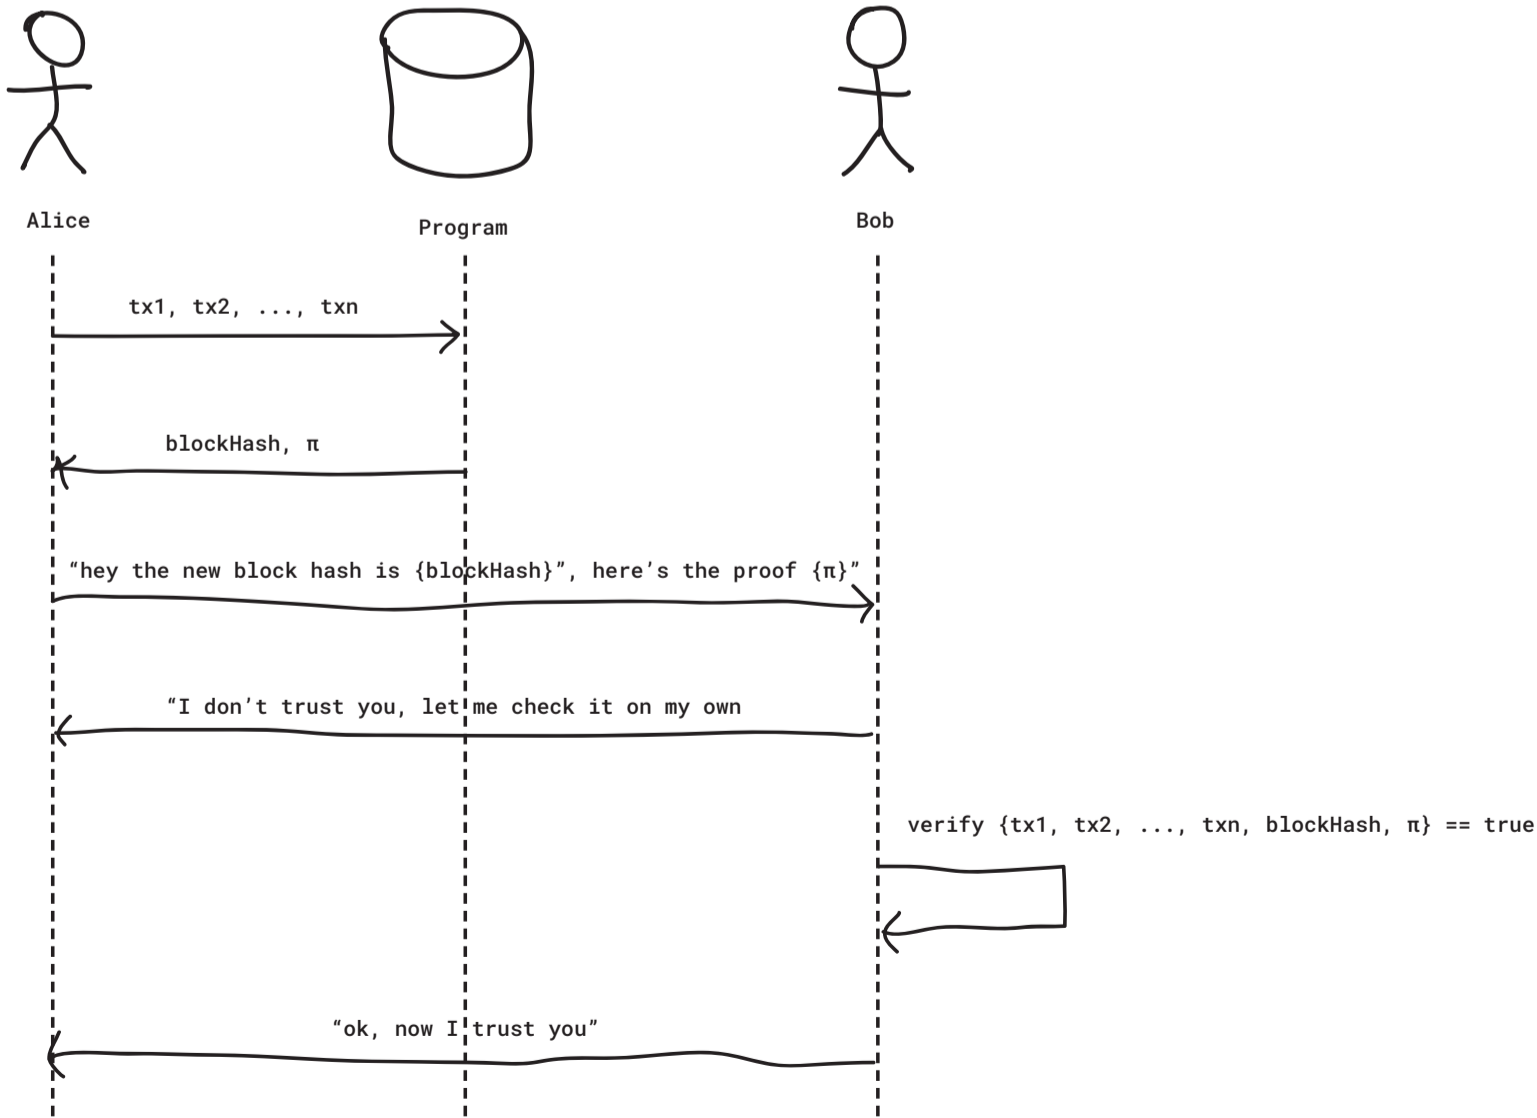 Alice
Program
Bob
tx1, tx2, ..., txn
blockHash, π
“hey the new block hash is {blockHash}”, here’s the proof {π}”
“I don’t trust you, let me check it on my own
verify {tx1, tx2, ..., txn, blockHash, π} == true
“ok, now I trust you”